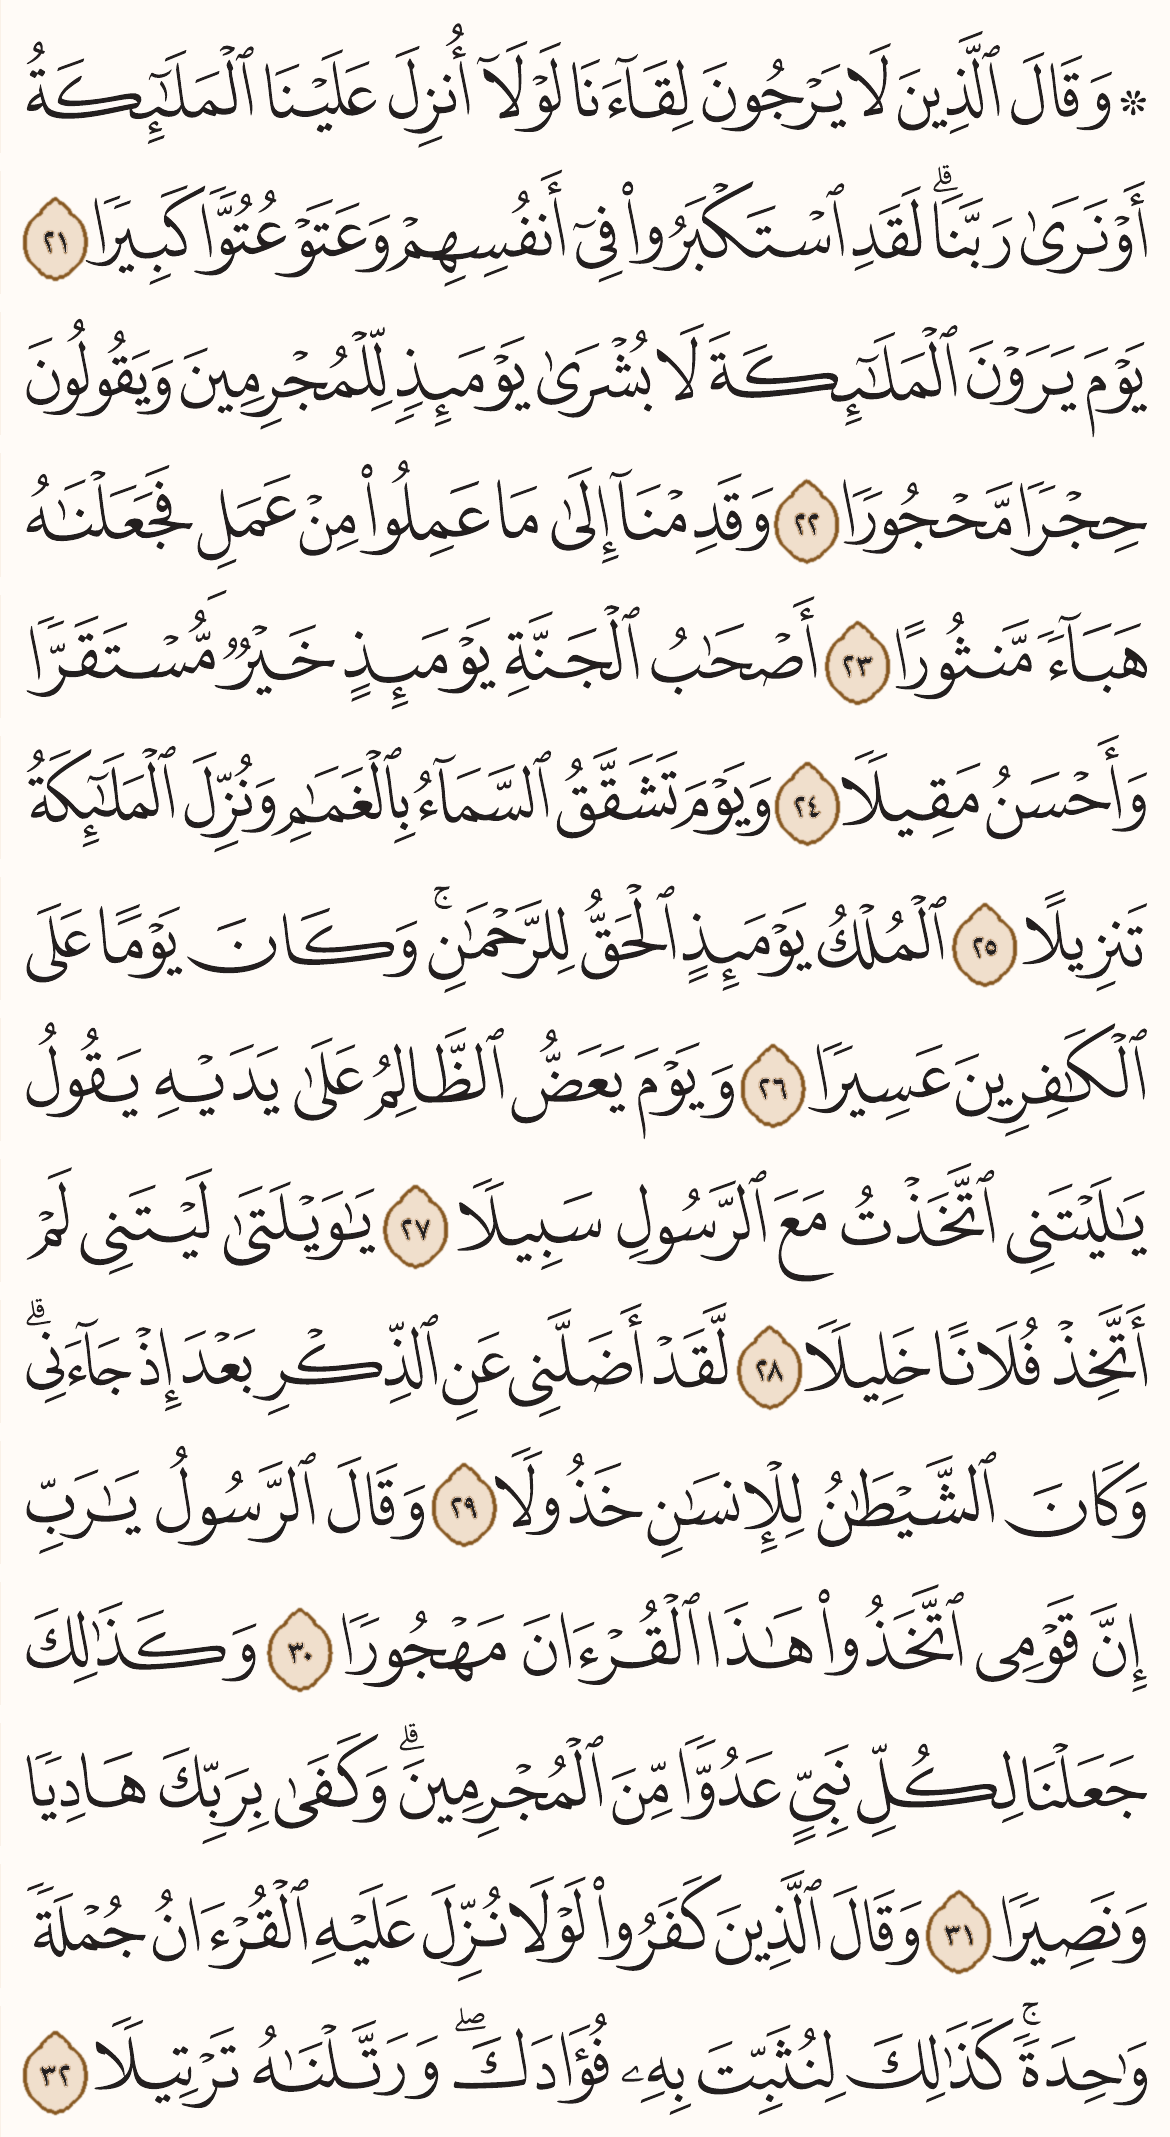 ۞ وَقَالَ ٱلَّذِينَ لَا يَرۡجُونَ لِقَآءَنَا لَوۡلَآ أُنزِلَ عَلَيۡنَا ٱلۡمَلَٰٓئِكَةُ
أَوۡ نَرَىٰ رَبَّنَاۗ لَقَدِ ٱسۡتَكۡبَرُواْ فِيٓ أَنفُسِهِمۡ وَعَتَوۡ عُتُوّٗا كَبِيرٗا ٢١
يَوۡمَ يَرَوۡنَ ٱلۡمَلَٰٓئِكَةَ لَا بُشۡرَىٰ يَوۡمَئِذٖ لِّلۡمُجۡرِمِينَ وَيَقُولُونَ
حِجۡرٗا مَّحۡجُورٗا ٢٢ وَقَدِمۡنَآ إِلَىٰ مَا عَمِلُواْ مِنۡ عَمَلٖ فَجَعَلۡنَٰهُ
هَبَآءٗ مَّنثُورًا ٢٣ أَصۡحَٰبُ ٱلۡجَنَّةِ يَوۡمَئِذٍ خَيۡرٞ مُّسۡتَقَرّٗا
وَأَحۡسَنُ مَقِيلٗا ٢٤ وَيَوۡمَ تَشَقَّقُ ٱلسَّمَآءُ بِٱلۡغَمَٰمِ وَنُزِّلَ ٱلۡمَلَٰٓئِكَةُ
تَنزِيلًا ٢٥ ٱلۡمُلۡكُ يَوۡمَئِذٍ ٱلۡحَقُّ لِلرَّحۡمَٰنِۚ وَكَانَ يَوۡمًا عَلَى
ٱلۡكَٰفِرِينَ عَسِيرٗا ٢٦ وَيَوۡمَ يَعَضُّ ٱلظَّالِمُ عَلَىٰ يَدَيۡهِ يَقُولُ
يَٰلَيۡتَنِي ٱتَّخَذۡتُ مَعَ ٱلرَّسُولِ سَبِيلٗا ٢٧ يَٰوَيۡلَتَىٰ لَيۡتَنِي لَمۡ
أَتَّخِذۡ فُلَانًا خَلِيلٗا ٢٨ لَّقَدۡ أَضَلَّنِي عَنِ ٱلذِّكۡرِ بَعۡدَ إِذۡ جَآءَنِيۗ
وَكَانَ ٱلشَّيۡطَٰنُ لِلۡإِنسَٰنِ خَذُولٗا ٢٩ وَقَالَ ٱلرَّسُولُ يَٰرَبِّ
إِنَّ قَوۡمِي ٱتَّخَذُواْ هَٰذَا ٱلۡقُرۡءَانَ مَهۡجُورٗا ٣٠ وَكَذَٰلِكَ
جَعَلۡنَا لِكُلِّ نَبِيٍّ عَدُوّٗا مِّنَ ٱلۡمُجۡرِمِينَۗ وَكَفَىٰ بِرَبِّكَ هَادِيٗا
وَنَصِيرٗا ٣١ وَقَالَ ٱلَّذِينَ كَفَرُواْ لَوۡلَا نُزِّلَ عَلَيۡهِ ٱلۡقُرۡءَانُ جُمۡلَةٗ
وَٰحِدَةٗۚ كَذَٰلِكَ لِنُثَبِّتَ بِهِۦ فُؤَادَكَۖ وَرَتَّلۡنَٰهُ تَرۡتِيلٗا ٣٢